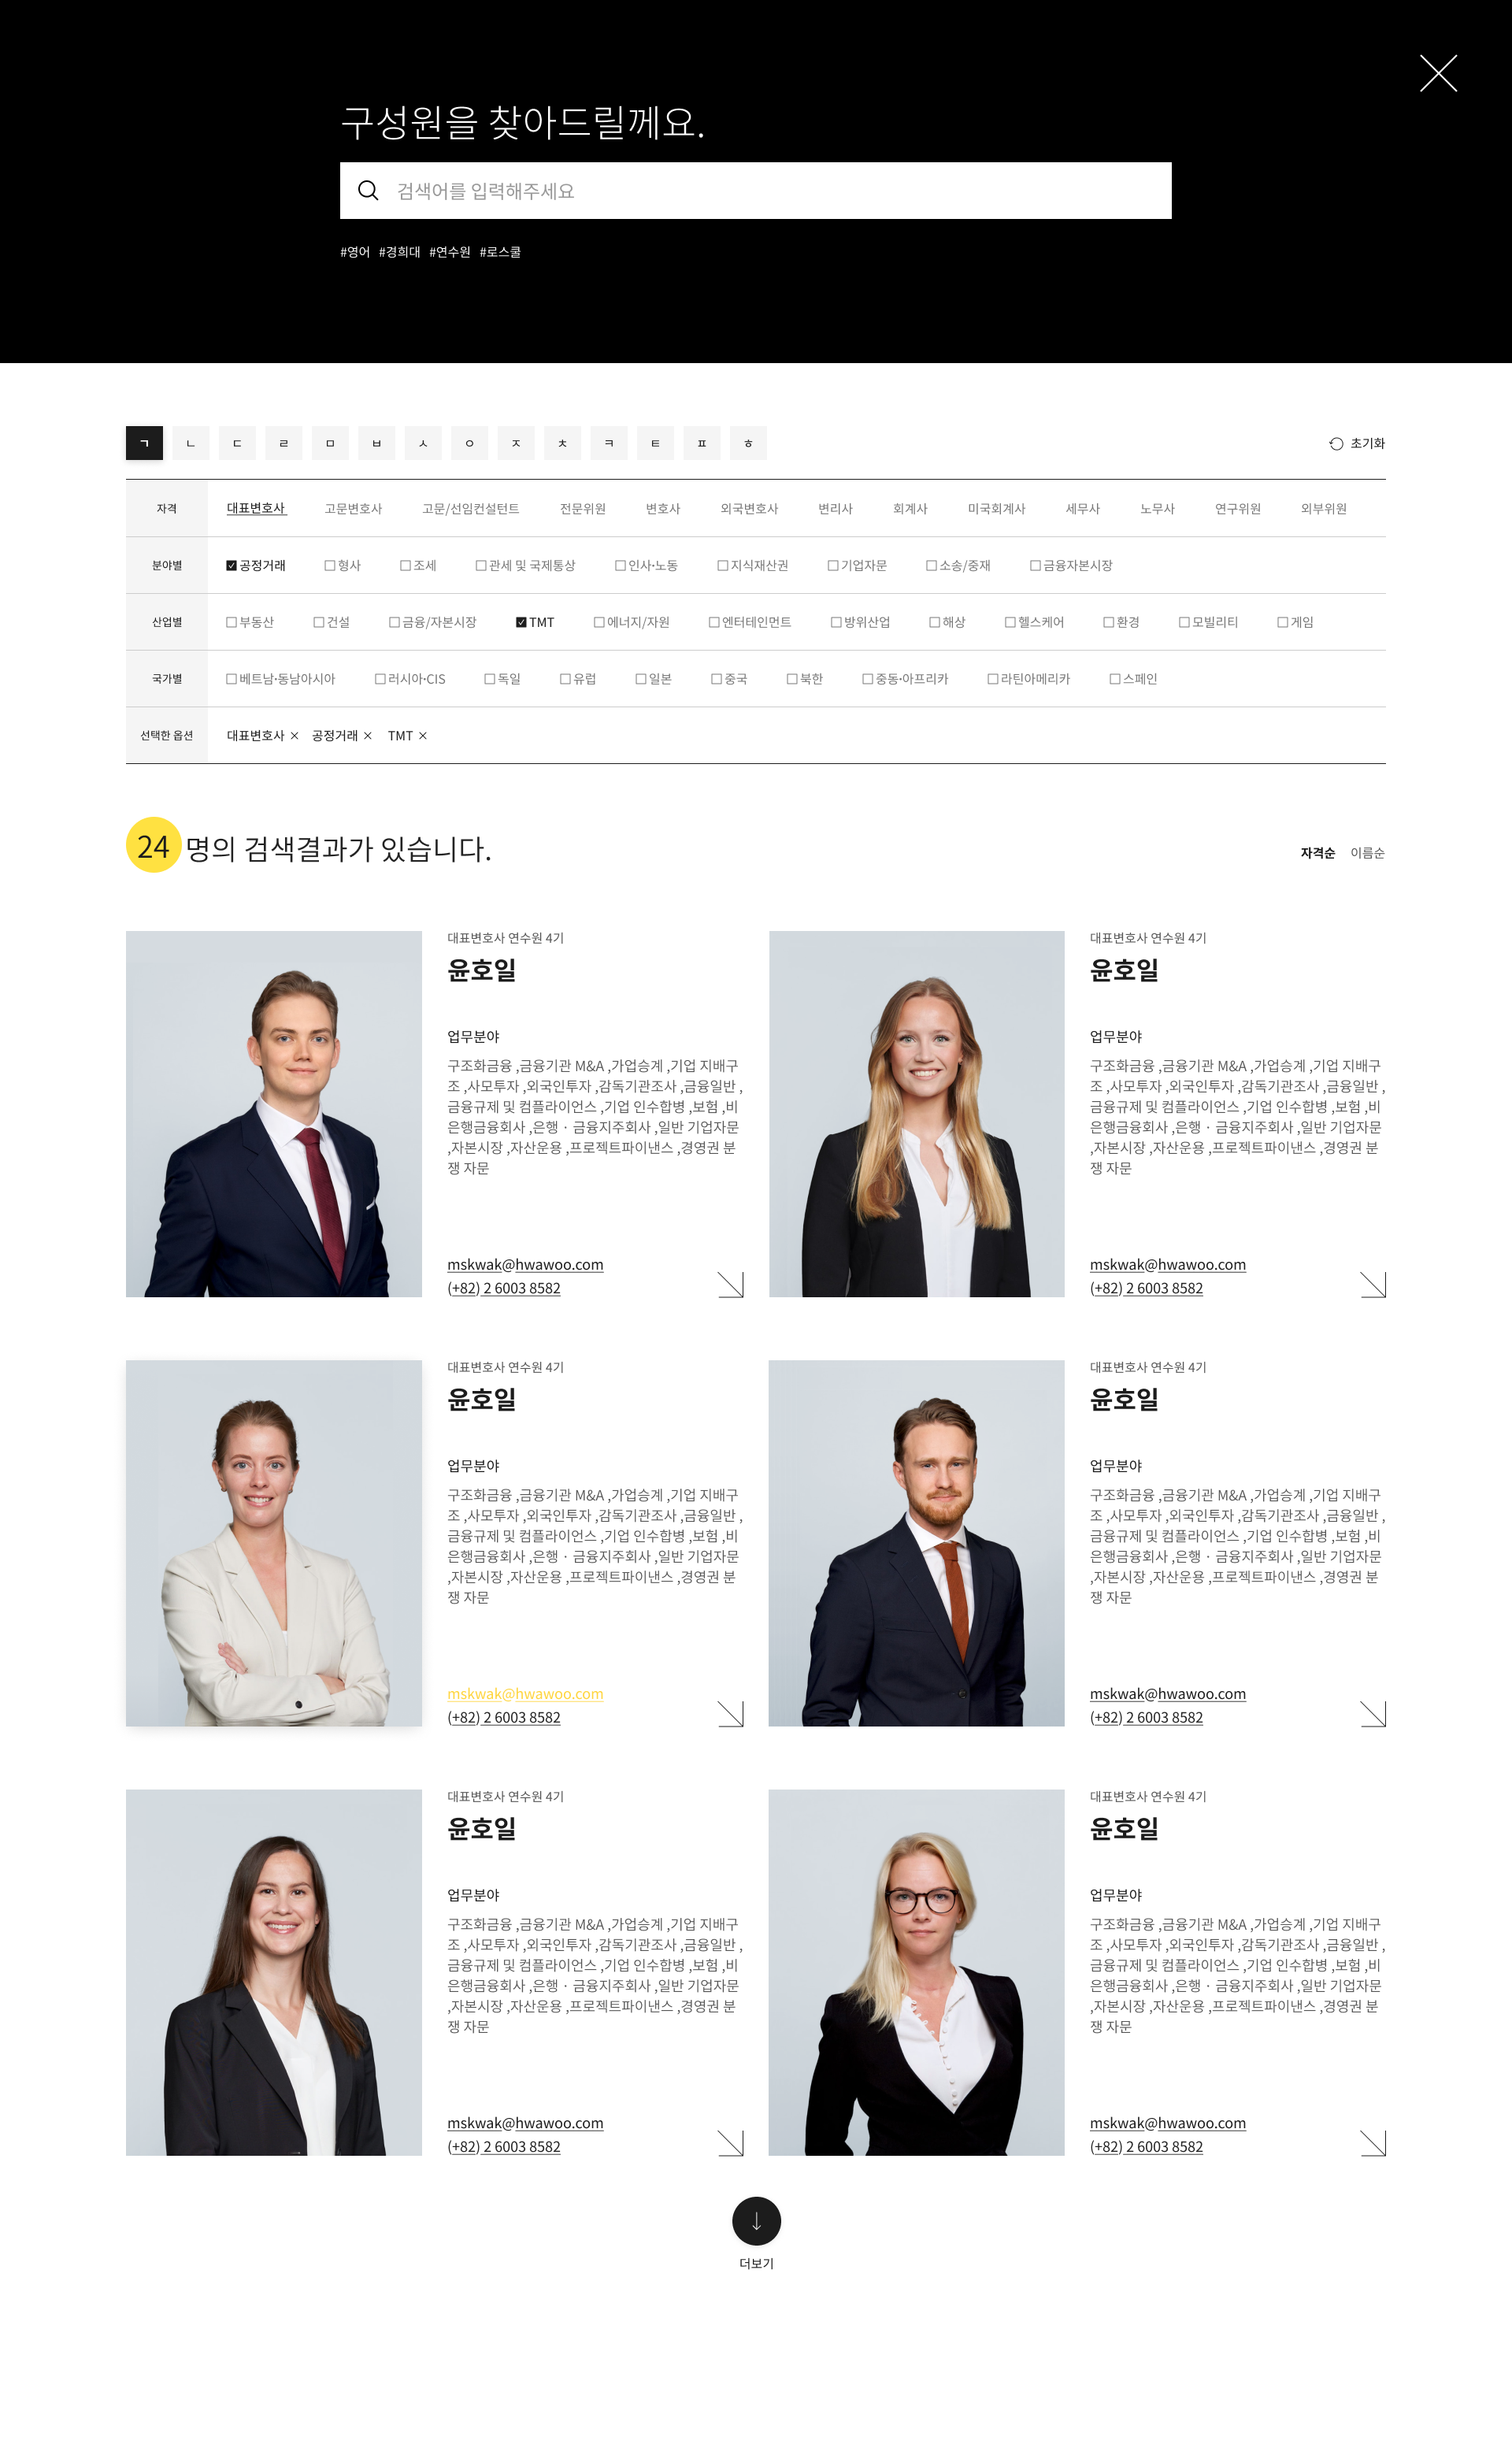 구성원을 찾아드릴께요.
검색어를 입력해주세요
#영어 #경희대 #연수원 #로스쿨
ㄱ ㄴ ㄷ ㄹ ㅁ ㅂ ㅅ ㅇ ㅈ ㅊ ㅋ ㅌ ㅍ ㅎ 초기화
자격 대표변호사 고문변호사 고문/선임컨설턴트 전문위원 변호사 외국변호사 변리사 회계사 미국회계사 세무사 노무사 연구위원 외부위원
분야별 공정거래 형사 조세 관세 및 국제통상 인사·노동 지식재산권 기업자문 소송/중재 금융자본시장
산업별 부동산 건설 금융/자본시장 TMT 에너지/자원 엔터테인먼트 방위산업 해상 헬스케어 환경 모빌리티 게임
국가별 베트남·동남아시아 러시아·CIS 독일 유럽 일본 중국 북한 중동·아프리카 라틴아메리카 스페인
선택한 옵션 대표변호사 × 공정거래 × TMT ×
24 명의 검색결과가 있습니다.
자격순 이름순
대표변호사 연수원 4기
윤호일
업무분야
구조화금융 ,금융기관 M&A ,가업승계 ,기업 지배구
조 ,사모투자 ,외국인투자 ,감독기관조사 ,금융일반 ,
금융규제 및 컴플라이언스 ,기업 인수합병 ,보험 ,비
은행금융회사 ,은행 · 금융지주회사 ,일반 기업자문
,자본시장 ,자산운용 ,프로젝트파이낸스 ,경영권 분
쟁 자문
mskwak@hwawoo.com
(+82) 2 6003 8582
대표변호사 연수원 4기
윤호일
업무분야
구조화금융 ,금융기관 M&A ,가업승계 ,기업 지배구
조 ,사모투자 ,외국인투자 ,감독기관조사 ,금융일반 ,
금융규제 및 컴플라이언스 ,기업 인수합병 ,보험 ,비
은행금융회사 ,은행 · 금융지주회사 ,일반 기업자문
,자본시장 ,자산운용 ,프로젝트파이낸스 ,경영권 분
쟁 자문
mskwak@hwawoo.com
(+82) 2 6003 8582
대표변호사 연수원 4기
윤호일
업무분야
구조화금융 ,금융기관 M&A ,가업승계 ,기업 지배구
조 ,사모투자 ,외국인투자 ,감독기관조사 ,금융일반 ,
금융규제 및 컴플라이언스 ,기업 인수합병 ,보험 ,비
은행금융회사 ,은행 · 금융지주회사 ,일반 기업자문
,자본시장 ,자산운용 ,프로젝트파이낸스 ,경영권 분
쟁 자문
mskwak@hwawoo.com
(+82) 2 6003 8582
대표변호사 연수원 4기
윤호일
업무분야
구조화금융 ,금융기관 M&A ,가업승계 ,기업 지배구
조 ,사모투자 ,외국인투자 ,감독기관조사 ,금융일반 ,
금융규제 및 컴플라이언스 ,기업 인수합병 ,보험 ,비
은행금융회사 ,은행 · 금융지주회사 ,일반 기업자문
,자본시장 ,자산운용 ,프로젝트파이낸스 ,경영권 분
쟁 자문
mskwak@hwawoo.com
(+82) 2 6003 8582
대표변호사 연수원 4기
윤호일
업무분야
구조화금융 ,금융기관 M&A ,가업승계 ,기업 지배구
조 ,사모투자 ,외국인투자 ,감독기관조사 ,금융일반 ,
금융규제 및 컴플라이언스 ,기업 인수합병 ,보험 ,비
은행금융회사 ,은행 · 금융지주회사 ,일반 기업자문
,자본시장 ,자산운용 ,프로젝트파이낸스 ,경영권 분
쟁 자문
mskwak@hwawoo.com
(+82) 2 6003 8582
대표변호사 연수원 4기
윤호일
업무분야
구조화금융 ,금융기관 M&A ,가업승계 ,기업 지배구
조 ,사모투자 ,외국인투자 ,감독기관조사 ,금융일반 ,
금융규제 및 컴플라이언스 ,기업 인수합병 ,보험 ,비
은행금융회사 ,은행 · 금융지주회사 ,일반 기업자문
,자본시장 ,자산운용 ,프로젝트파이낸스 ,경영권 분
쟁 자문
mskwak@hwawoo.com
(+82) 2 6003 8582
더보기